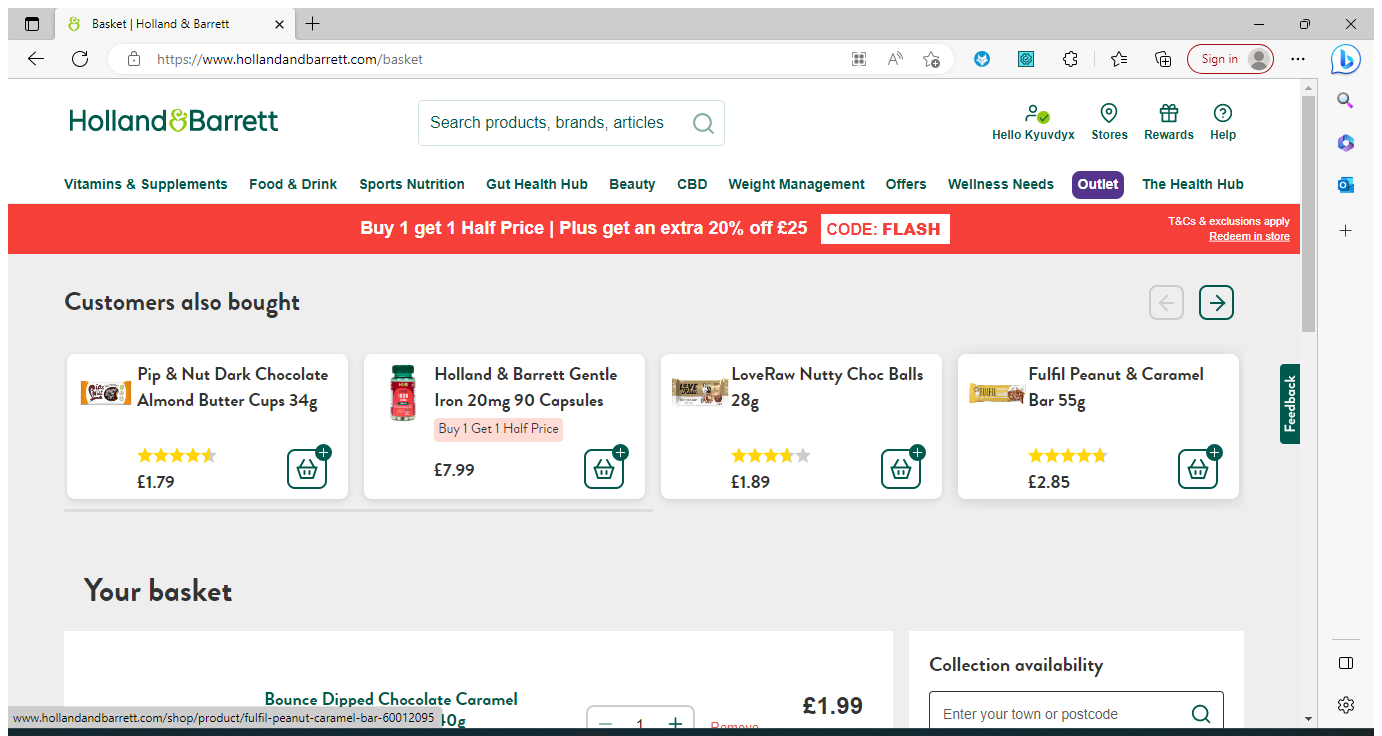 Basket | Holland & Barrett
https://www.hollandandbarrett.com/basket
Sign in
Holland&Barrett
Search products, brands, articles
Hello Kyuvdyx
Stores
Rewards
Help
Vitamins & Supplements
Food & Drink
Sports Nutrition
Gut Health Hub
Beauty
CBD
Weight Management
Offers
Wellness Needs
Outlet
The Health Hub
Buy 1 get 1 Half Price | Plus get an extra 20% off £25
CODE: FLASH
T&Cs & exclusions apply
Redeem in store
Customers also bought
Pip & Nut Dark Chocolate
Almond Butter Cups 34g
£1.79
Holland & Barrett Gentle
Iron 20mg 90 Capsules
Buy 1 Get 1 Half Price
£7.99
LoveRaw Nutty Choc Balls
28g
£1.89
Fulfil Peanut & Caramel
Bar 55g
£2.85
Feedback
Your basket
Bounce Dipped Chocolate Caramel
40g
1
£1.99
Remove
Collection availability
Enter your town or postcode
www.hollandandbarrett.com/shop/product/fulfil-peanut-caramel-bar-60012095